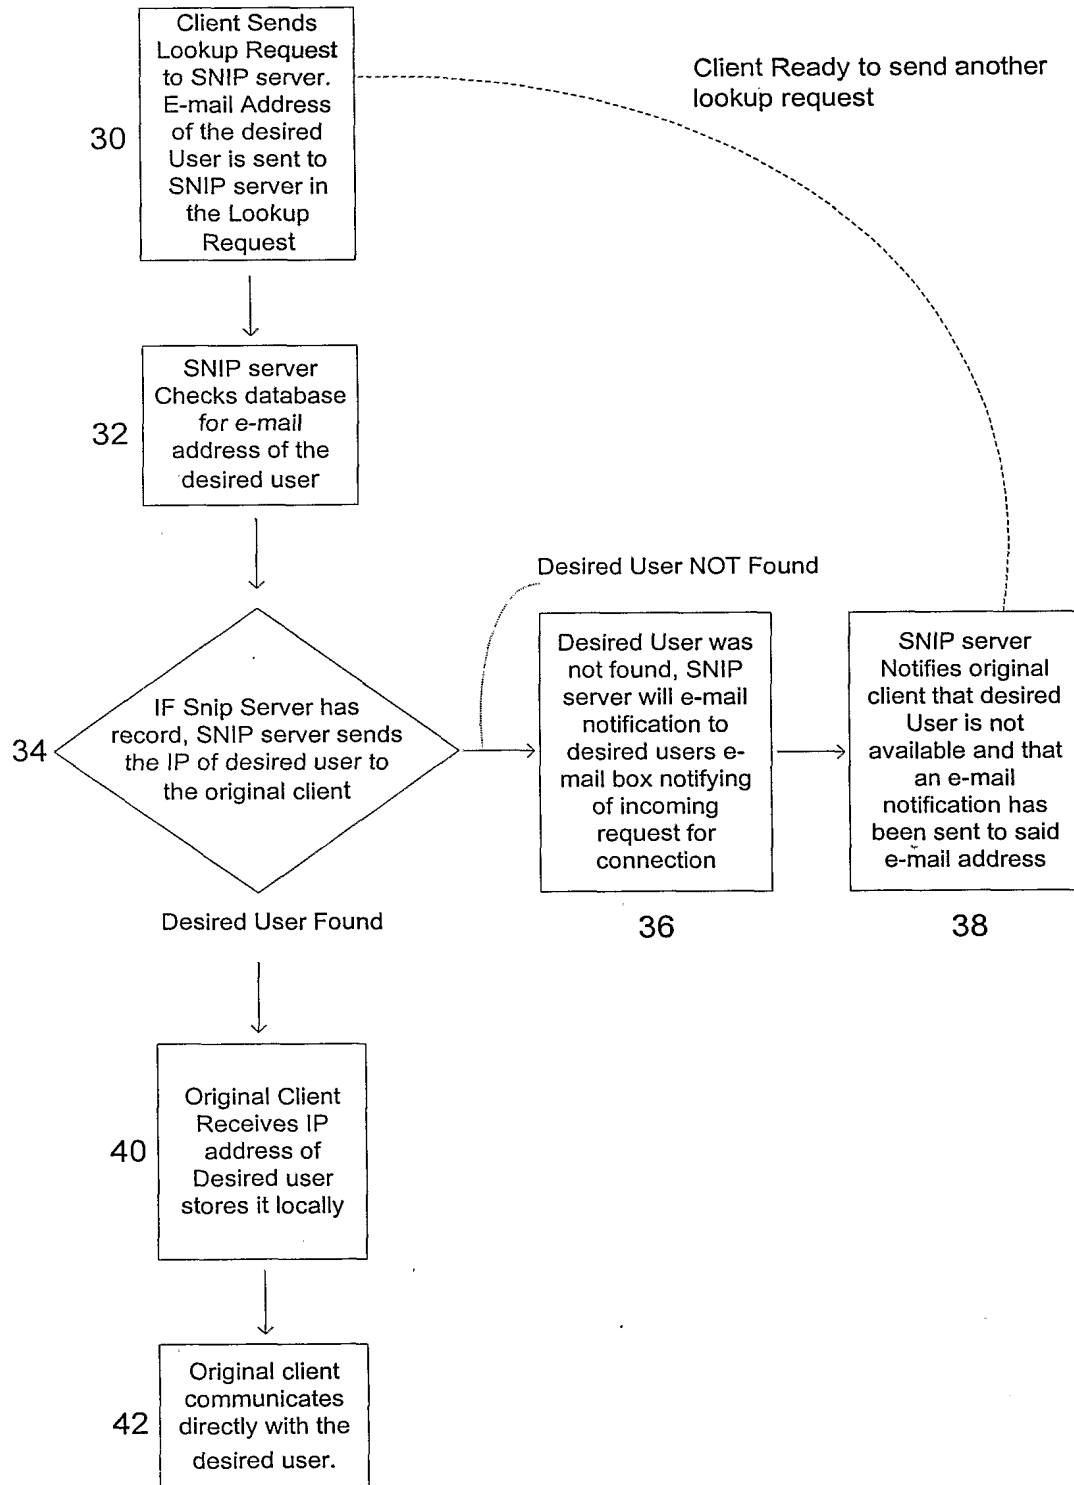 Client Sends
Lookup Request
to SNIP server.
E-mail Address
of the desired
User is sent to
SNIP server in
the Lookup
Request
30
Client Ready to send another
lookup request
SNIP server
Checks database
for e-mail
address of the
desired user
32
Desired User NOT Found
IF Snip Server has
record, SNIP server sends
the IP of desired user to
the original client
34
Desired User was
not found, SNIP
server will e-mail
notification to
desired users e-
mail box notifying
of incoming
request for
connection
36
SNIP server
Notifies original
client that desired
User is not
available and that
an e-mail
notification has
been sent to said
e-mail address
38
Desired User Found
Original Client
Receives IP
address of
Desired user
stores it locally
40
Original client
communicates
directly with the
desired user.
42